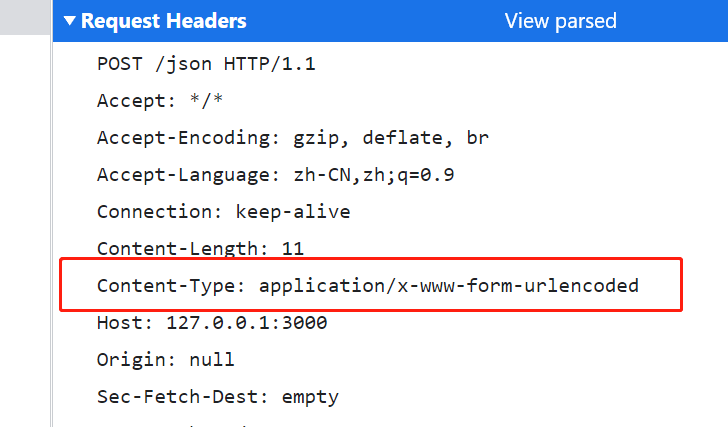 Request Headers View parsed
POST /json HTTP/1.1
Accept: */*
Accept-Encoding: gzip, deflate, br
Accept-Language: zh-CN,zh;q=0.9
Connection: keep-alive
Content-Length: 11
Content-Type: application/x-www-form-urlencoded
Host: 127.0.0.1:3000
Origin: null
Sec-Fetch-Dest: empty